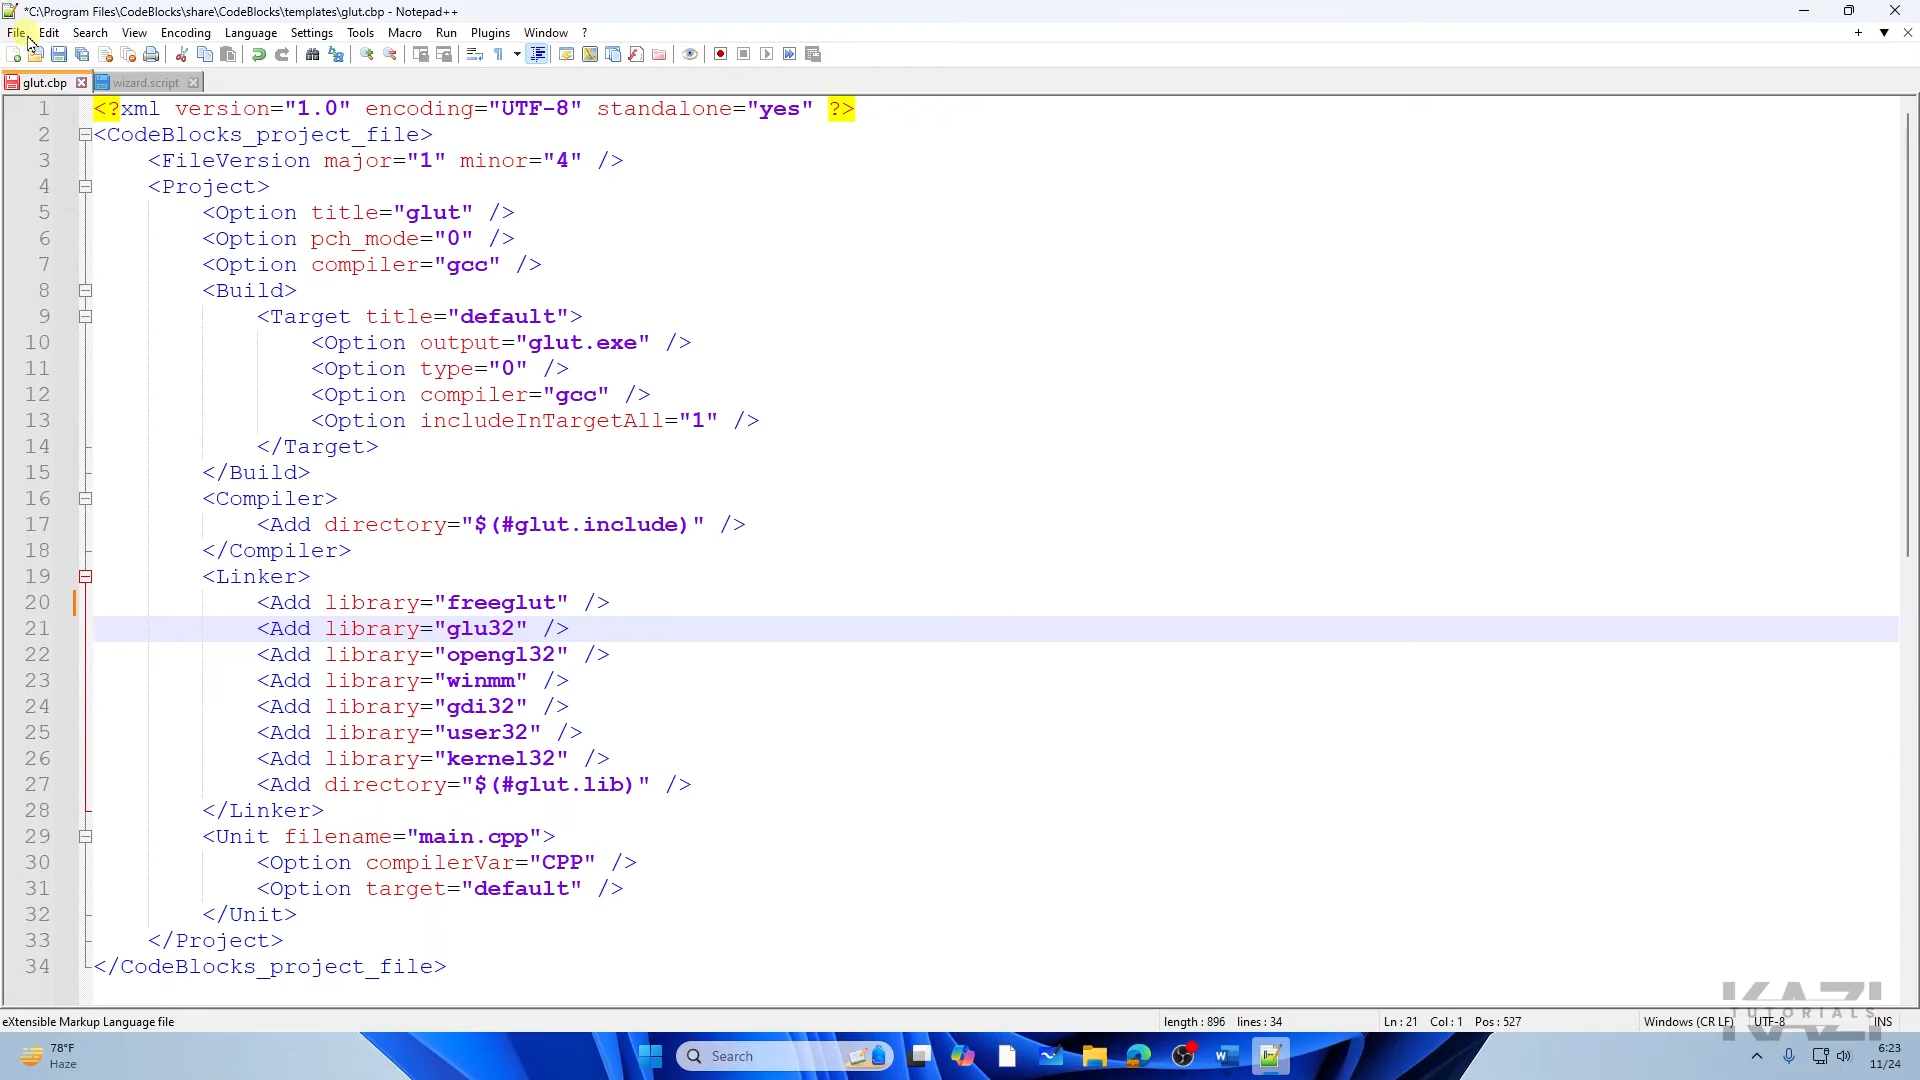 *C:\Program Files\CodeBlocks\share\CodeBlocks\templates\glut.cbp - Notepad++
File Edit Search View Encoding Language Settings Tools Macro Run Plugins Window ?
glut.cbp wizard.script
1 <?xml version="1.0" encoding="UTF-8" standalone="yes" ?>
2 <CodeBlocks_project_file>
3 <FileVersion major="1" minor="4" />
4 <Project>
5 <Option title="glut" />
6 <Option pch_mode="0" />
7 <Option compiler="gcc" />
8 <Build>
9 <Target title="default">
10 <Option output="glut.exe" />
11 <Option type="0" />
12 <Option compiler="gcc" />
13 <Option includeInTargetAll="1" />
14 </Target>
15 </Build>
16 <Compiler>
17 <Add directory="$(#glut.include)" />
18 </Compiler>
19 <Linker>
20 <Add library="freeglut" />
21 <Add library="glu32" />
22 <Add library="opengl32" />
23 <Add library="winmm" />
24 <Add library="gdi32" />
25 <Add library="user32" />
26 <Add library="kernel32" />
27 <Add directory="$(#glut.lib)" />
28 </Linker>
29 <Unit filename="main.cpp">
30 <Option compilerVar="CPP" />
31 <Option target="default" />
32 </Unit>
33 </Project>
34 </CodeBlocks_project_file>
KAZI
TUTORIALS
eXtensible Markup Language file length : 896 lines : 34 Ln : 21 Col : 1 Pos : 527 Windows (CR LF) UTF-8 INS
78°F
Haze
Search
6:23
11/24